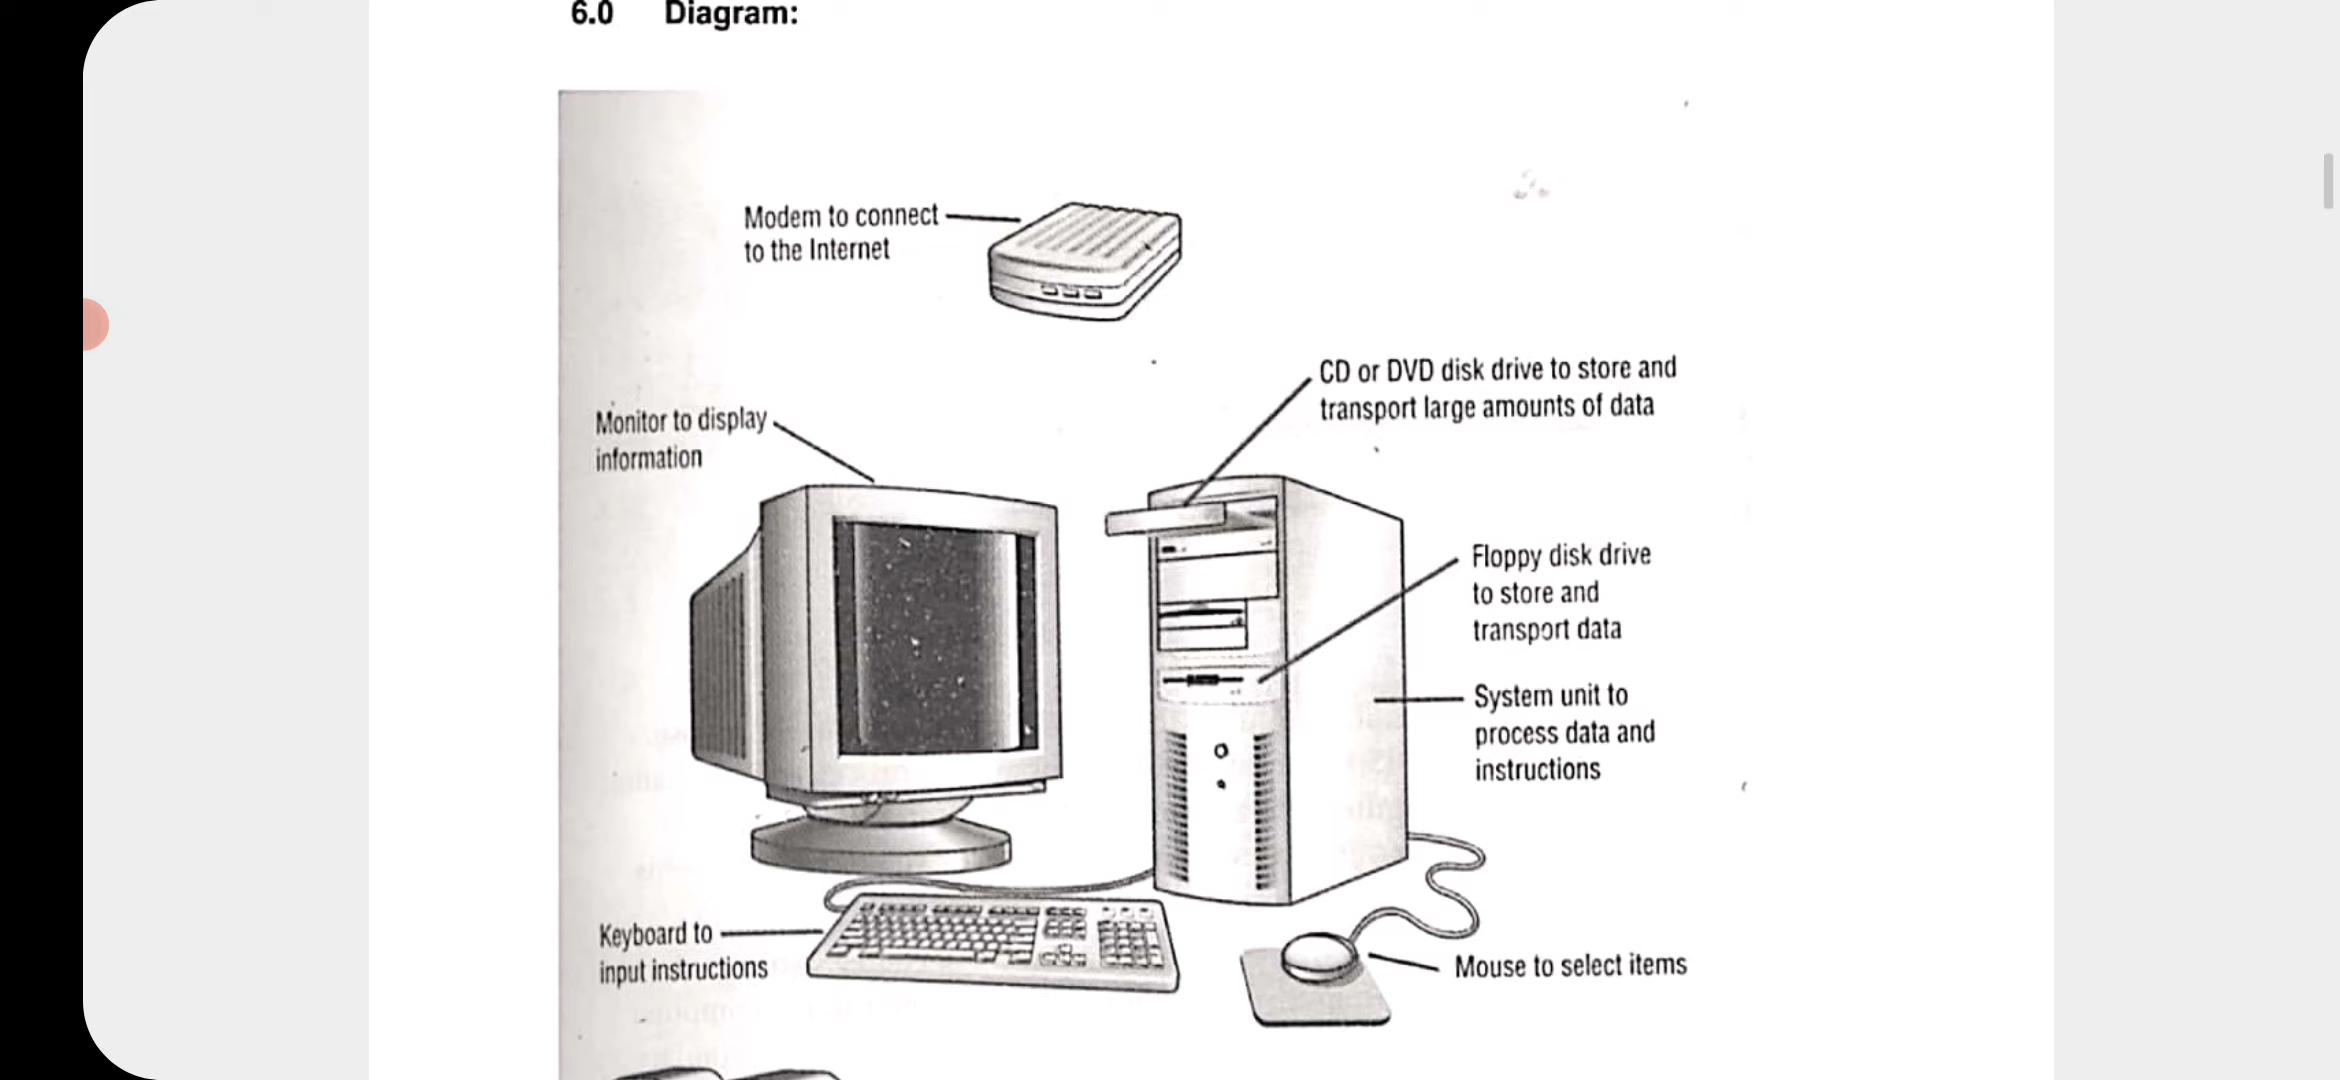 6.0 Diagram:
Modem to connect
to the Internet
CD or DVD disk drive to store and
transport large amounts of data
Monitor to display
information
Floppy disk drive
to store and
transport data
System unit to
process data and
instructions
Keyboard to
input instructions
Mouse to select items